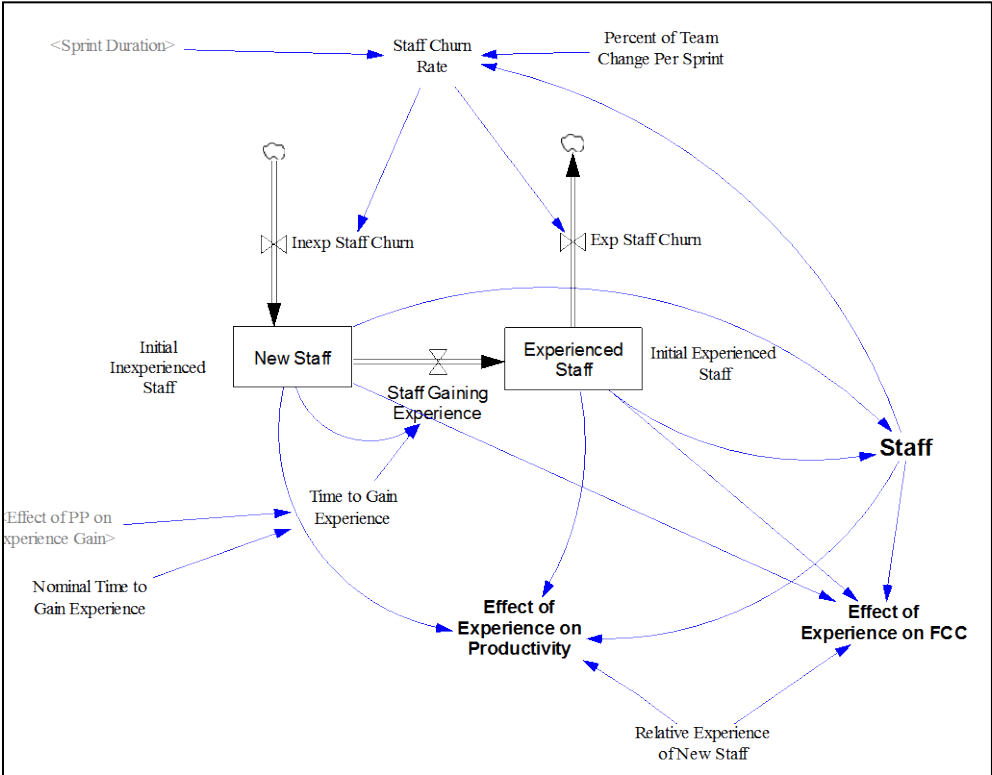 <Sprint Duration>
Staff Churn
Rate
Percent of Team
Change Per Sprint
Inexp Staff Churn
Exp Staff Churn
Initial
Inexperienced
Staff
New Staff
Experienced
Staff
Initial Experienced
Staff
Staff Gaining
Experience
Staff
Time to Gain
Experience
<Effect of PP on
xperience Gain>
Nominal Time to
Gain Experience
Effect of
Experience on
Productivity
Effect of
Experience on FCC
Relative Experience
of New Staff